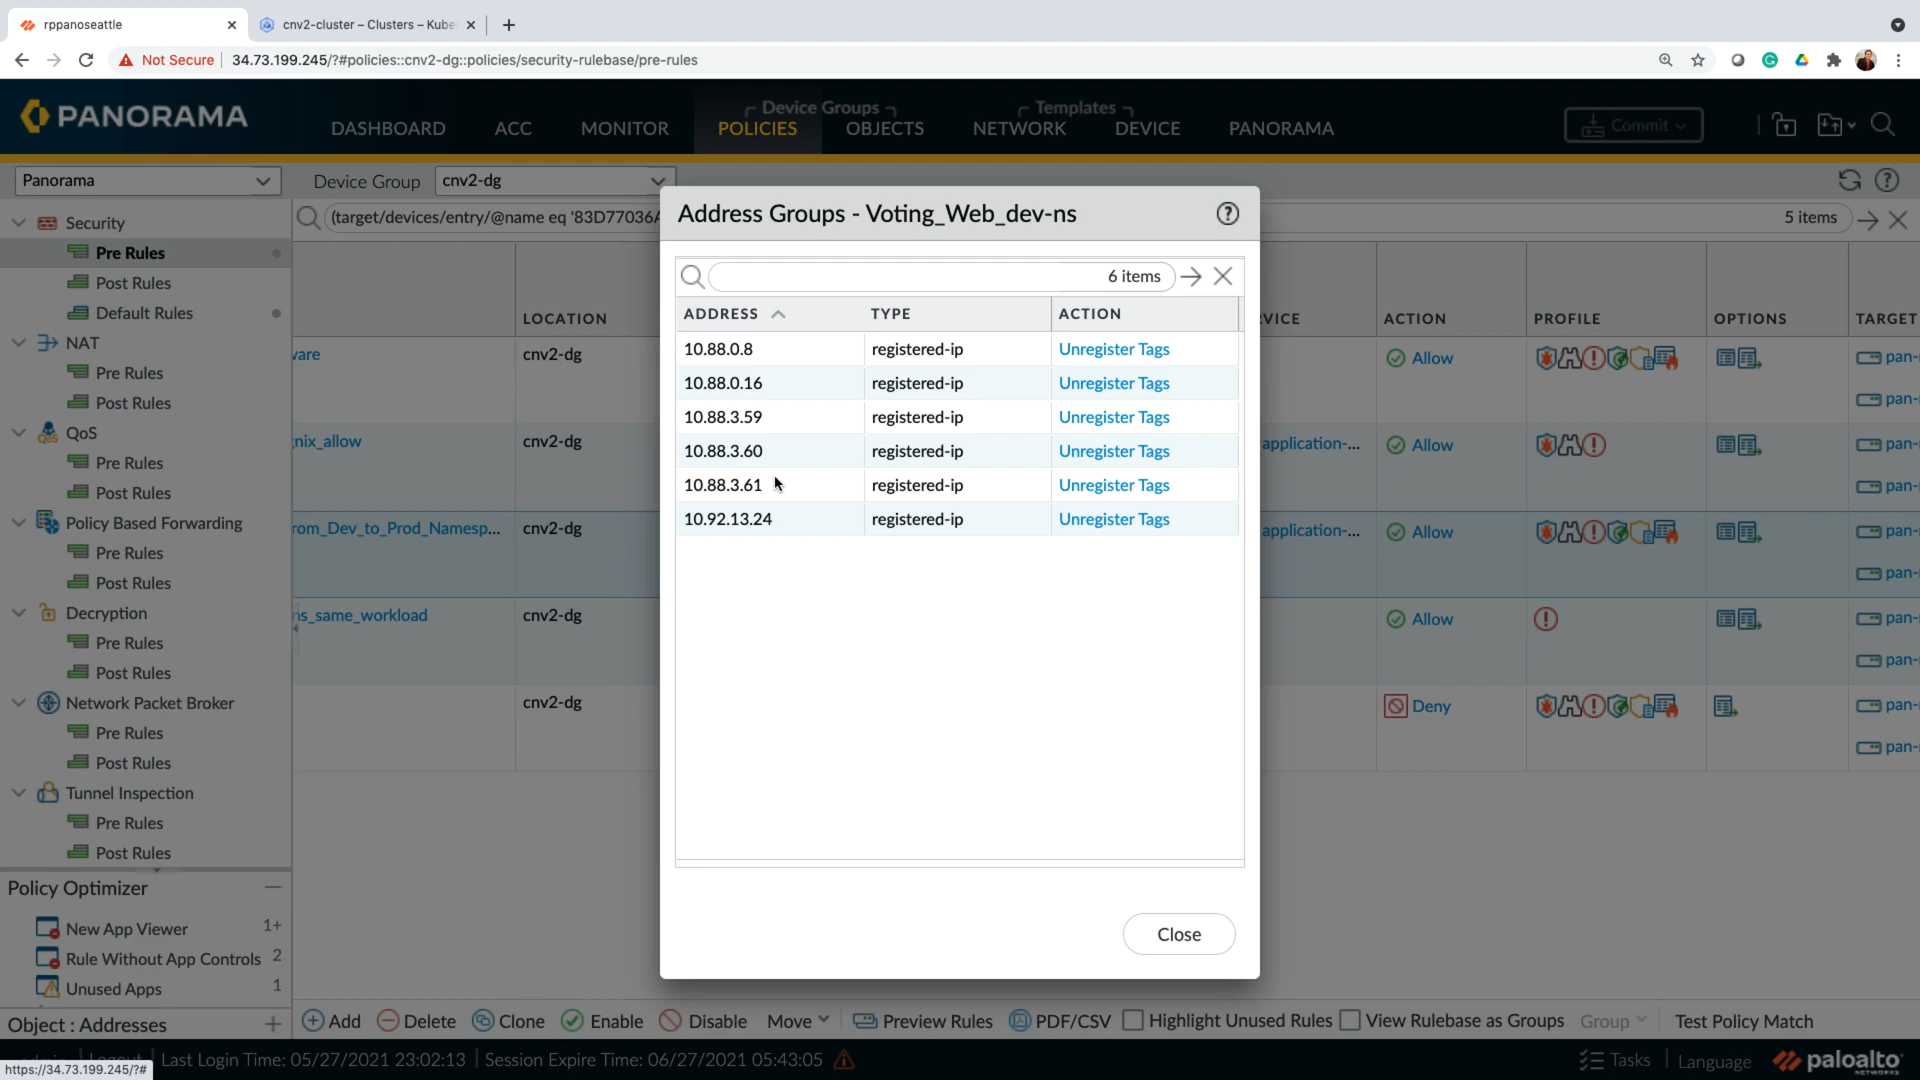 rppanoseattle
cnv2-cluster – Clusters – Kube
Not Secure
34.73.199.245/?#policies::cnv2-dg::policies/security-rulebase/pre-rules
PANORAMA
DASHBOARD
ACC
MONITOR
Device Groups
POLICIES
OBJECTS
Templates
NETWORK
DEVICE
PANORAMA
Commit
Panorama
Device Group
cnv2-dg
(target/devices/entry/@name eq '83D77036A
5 items
Security
Pre Rules
Post Rules
Default Rules
NAT
Pre Rules
Post Rules
QoS
Pre Rules
Post Rules
Policy Based Forwarding
Pre Rules
Post Rules
Decryption
Pre Rules
Post Rules
Network Packet Broker
Pre Rules
Post Rules
Tunnel Inspection
Pre Rules
Post Rules
Policy Optimizer
New App Viewer 1+
Rule Without App Controls 2
Unused Apps 1
Object : Addresses
LOCATION
VICE
ACTION
PROFILE
OPTIONS
TARGET
ware
cnv2-dg
Allow
pan-
pan-
gnix_allow
cnv2-dg
application-...
Allow
pan-
pan-
rom_Dev_to_Prod_Namesp...
cnv2-dg
application-...
Allow
pan-
pan-
ns_same_workload
cnv2-dg
Allow
pan-
pan-
cnv2-dg
Deny
pan-
pan-
Address Groups - Voting_Web_dev-ns
6 items
ADDRESS TYPE ACTION
10.88.0.8 registered-ip Unregister Tags
10.88.0.16 registered-ip Unregister Tags
10.88.3.59 registered-ip Unregister Tags
10.88.3.60 registered-ip Unregister Tags
10.88.3.61 registered-ip Unregister Tags
10.92.13.24 registered-ip Unregister Tags
Close
Add
Delete
Clone
Enable
Disable
Move
Preview Rules
PDF/CSV
Highlight Unused Rules
View Rulebase as Groups
Group
Test Policy Match
Logout
Last Login Time: 05/27/2021 23:02:13
Session Expire Time: 06/27/2021 05:43:05
Tasks
Language
paloalto
NETWORKS
https://34.73.199.245/?#